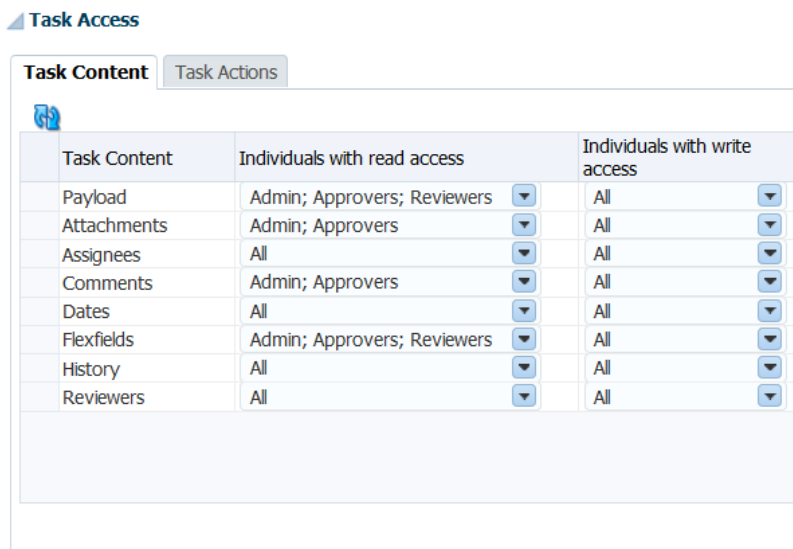 Task Access
Task Content Task Actions
Task Content Individuals with read access Individuals with write access
Payload Admin; Approvers; Reviewers All
Attachments Admin; Approvers All
Assignees All All
Comments Admin; Approvers All
Dates All All
Flexfields Admin; Approvers; Reviewers All
History All All
Reviewers All All